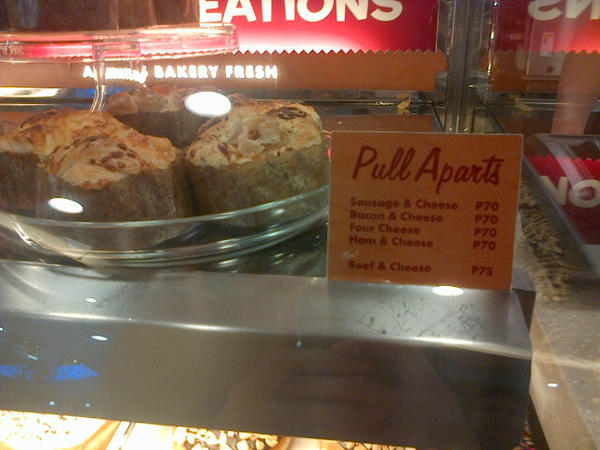 EATIONS
BAKERY FRESH
Pull Aparts
Sausage & Cheese P70
Bacon & Cheese P70
Four Cheese P70
Ham & Cheese P70
Beef & Cheese P75
NO